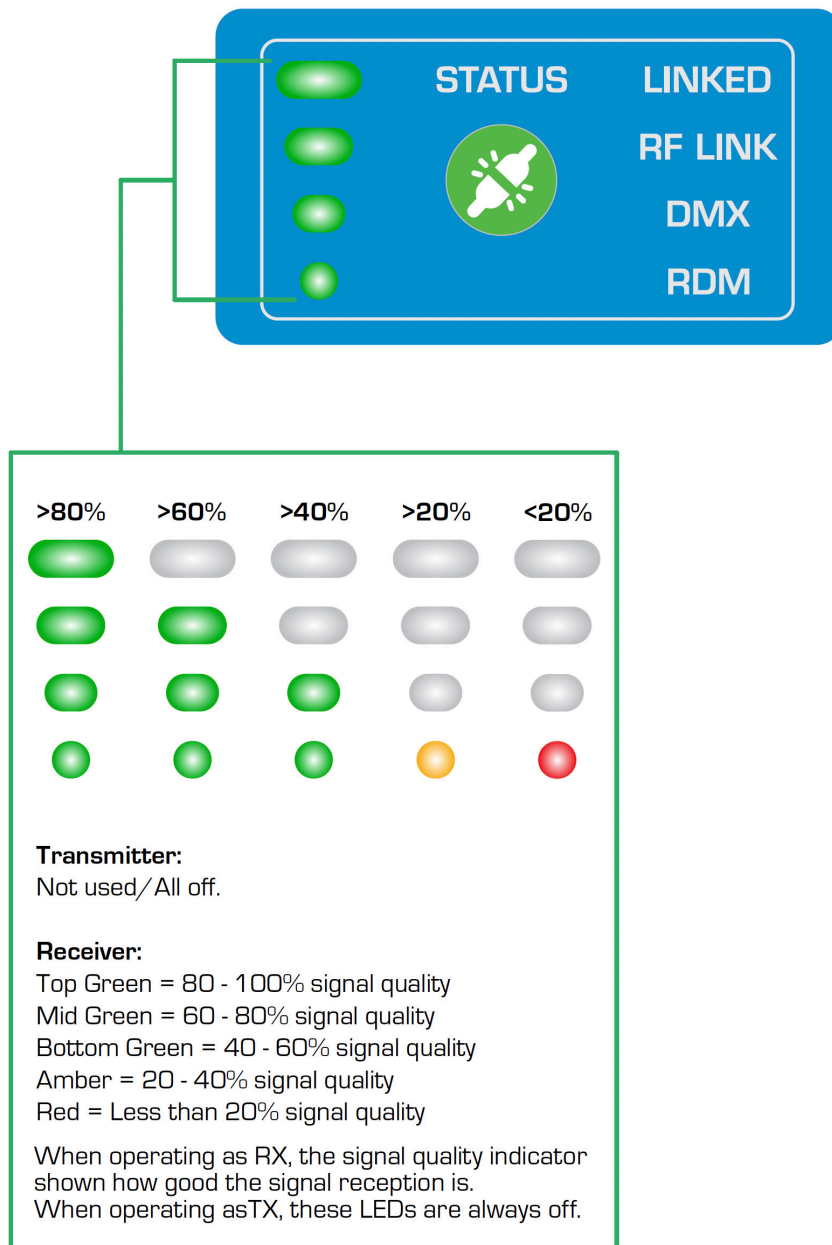 STATUS LINKED
RF LINK
DMX
RDM
>80% >60% >40% >20% <20%
Transmitter:
Not used/All off.
Receiver:
Top Green = 80 - 100% signal quality
Mid Green = 60 - 80% signal quality
Bottom Green = 40 - 60% signal quality
Amber = 20 - 40% signal quality
Red = Less than 20% signal quality
When operating as RX, the signal quality indicator
shown how good the signal reception is.
When operating asTX, these LEDs are always off.